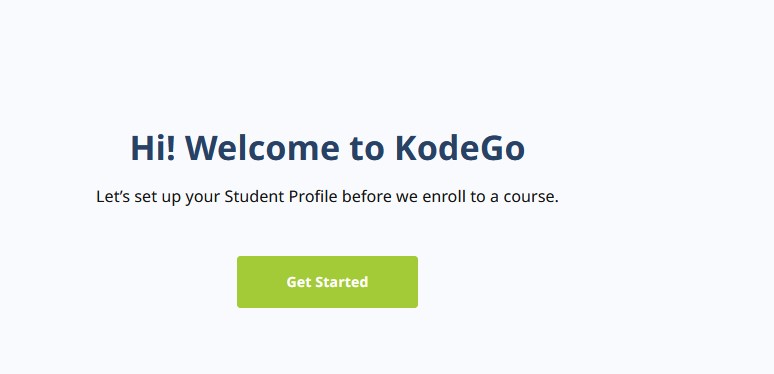 Hi! Welcome to KodeGo
Let’s set up your Student Profile before we enroll to a course.
Get Started